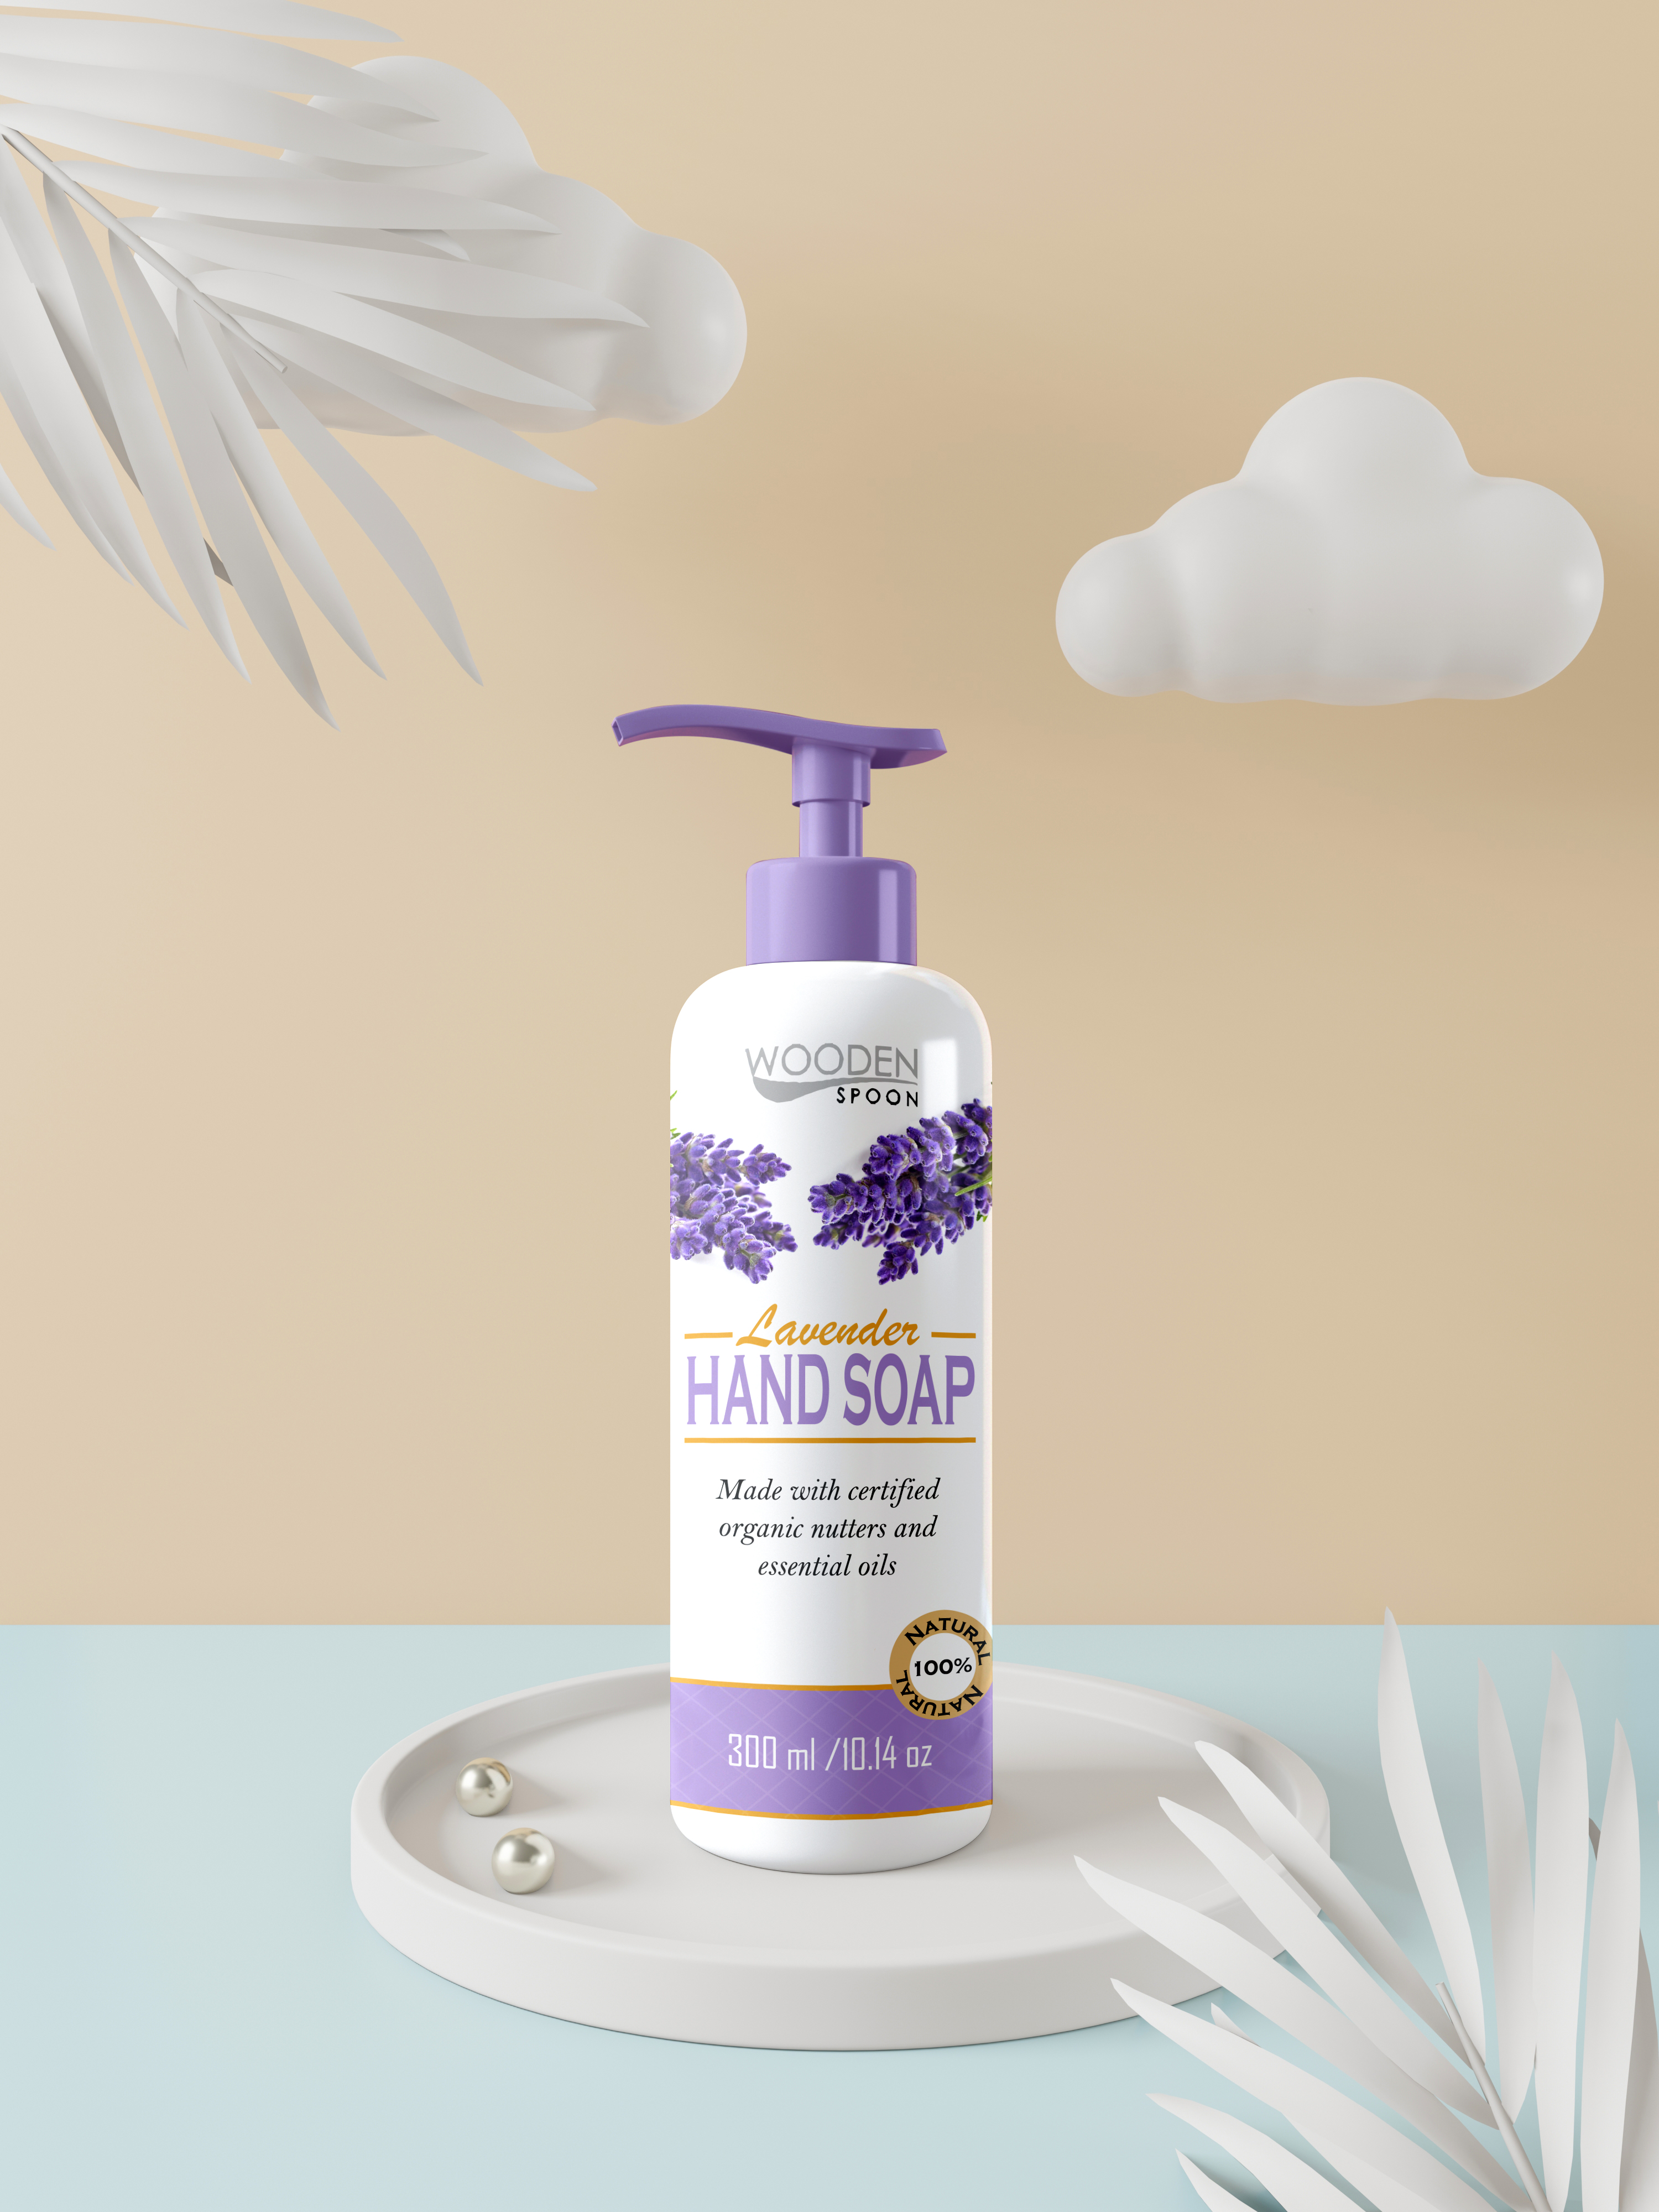 WOODEN
SPOON
Lavender
HAND SOAP
Made with certified
organic nutters and
essential oils
NATURAL
100%
NATURAL
300 ml /10.14 oz